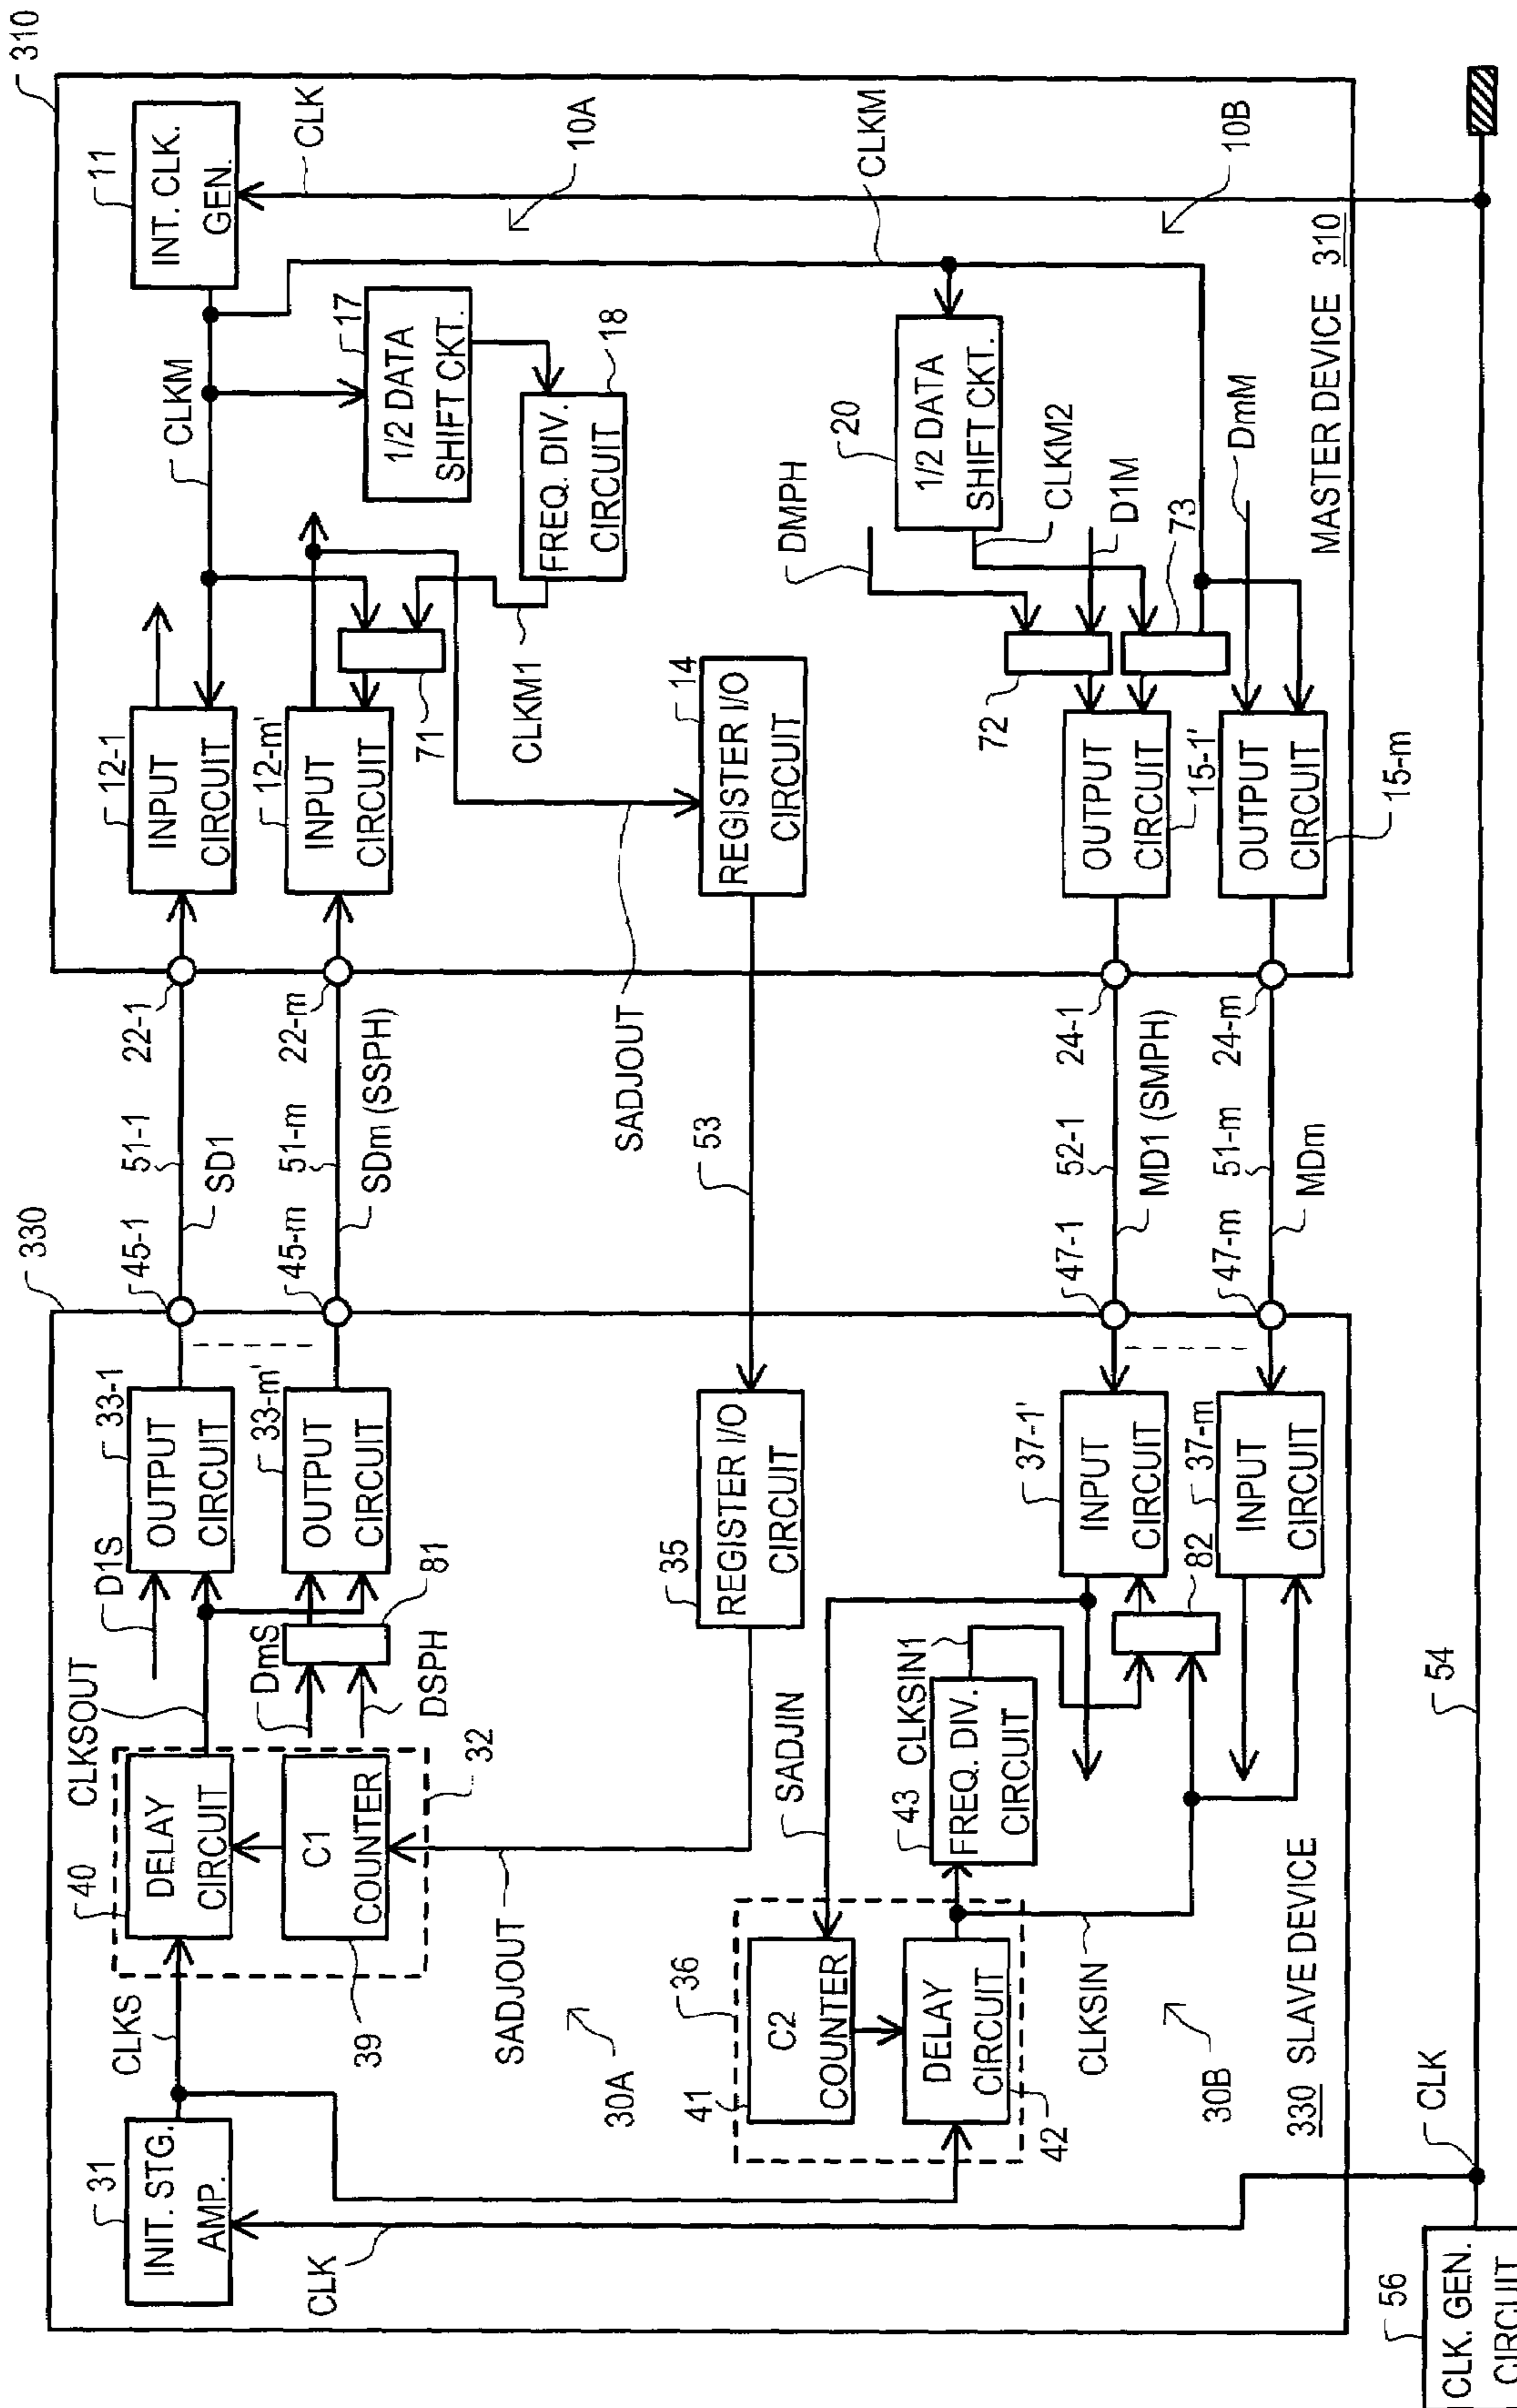 330
31
INIT. STG.
AMP.
CLK
CLKS
40
DELAY
CIRCUIT
C1
COUNTER
39
32
CLKSOUT
D1S
DmS
DSPH
81
33-1
OUTPUT
CIRCUIT
33-m'
OUTPUT
CIRCUIT
45-1
45-m
51-1
SD1
51-m
SDm (SSPH)
22-1
22-m
SADJOUT
30A
35
REGISTER I/O
CIRCUIT
53
SADJOUT
36
41
C2
COUNTER
DELAY
CIRCUIT
42
SADJIN
43
FREQ. DIV.
CIRCUIT
CLKSIN1
CLKSIN
30B
37-1'
INPUT
CIRCUIT
82
37-m
INPUT
CIRCUIT
47-1
47-m
52-1
MD1 (SMPH)
51-m
MDm
24-1
24-m
330 SLAVE DEVICE
CLK
54
56
CLK. GEN.
CIRCUIT
310
12-1
INPUT
CIRCUIT
12-m'
INPUT
CIRCUIT
71
CLKM1
CLKM
17
1/2 DATA
SHIFT CKT.
18
FREQ. DIV.
CIRCUIT
11
INT. CLK.
GEN.
CLK
10A
14
REGISTER I/O
CIRCUIT
CLKM
10B
20
1/2 DATA
SHIFT CKT.
DMPH
CLKM2
D1M
72
73
DmM
OUTPUT
CIRCUIT
15-1'
OUTPUT
CIRCUIT
15-m
MASTER DEVICE 310